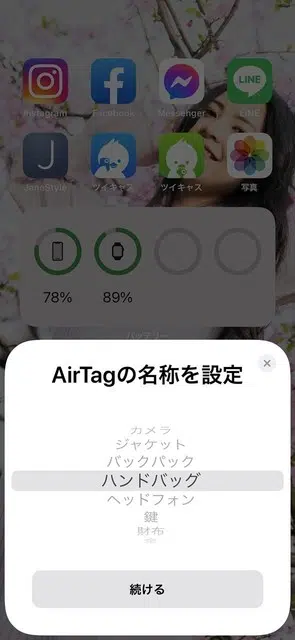 Instagram
Facebook
Messenger
LINE
LINE
J
JaneStyle
ツイキャス
ツイキャス
写真
78%
89%
バッテリー
AirTagの名称を設定
カメラ
ジャケット
バックパック
ハンドバッグ
ヘッドフォン
鍵
財布
続ける